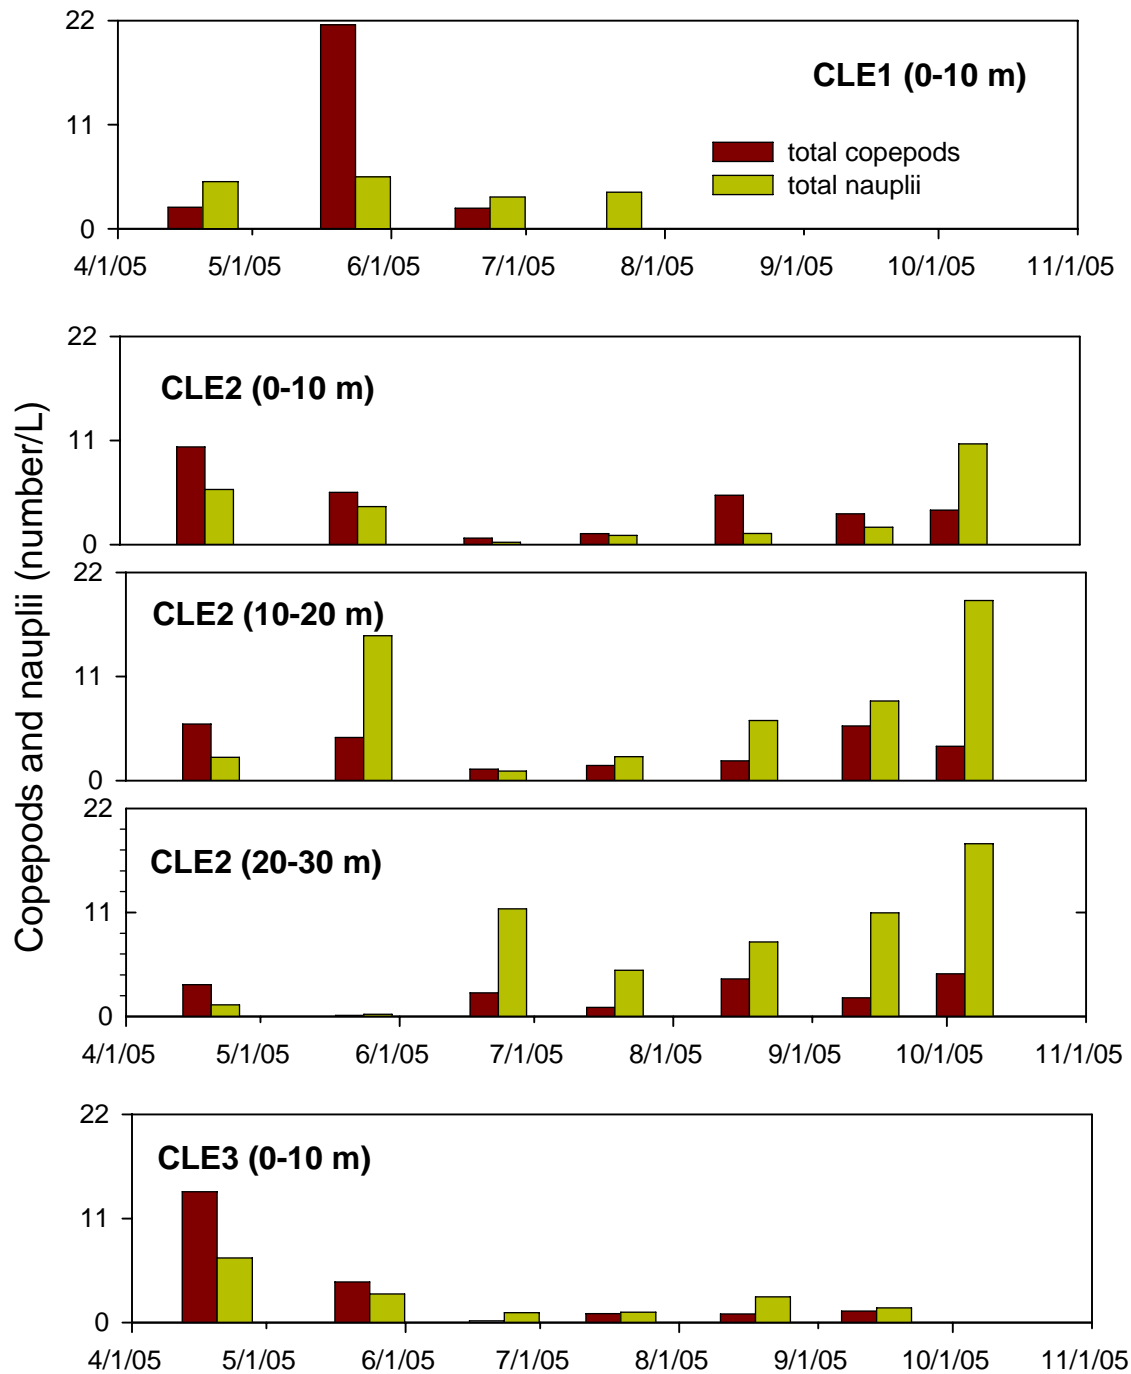 22
CLE1 (0-10 m)
11
total copepods
total nauplii
0
4/1/05 5/1/05 6/1/05 7/1/05 8/1/05 9/1/05 10/1/05 11/1/05
Copepods and nauplii (number/L)
22
CLE2 (0-10 m)
11
0
22
CLE2 (10-20 m)
11
0
22
CLE2 (20-30 m)
11
0
4/1/05 5/1/05 6/1/05 7/1/05 8/1/05 9/1/05 10/1/05 11/1/05
22
CLE3 (0-10 m)
11
0
4/1/05 5/1/05 6/1/05 7/1/05 8/1/05 9/1/05 10/1/05 11/1/05